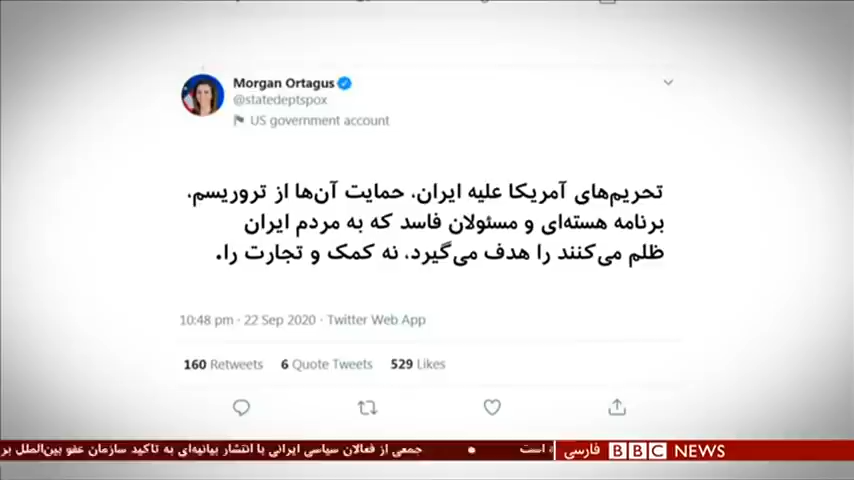 Morgan Ortagus
@statedeptspox
US government account
تحریم‌های آمریکا علیه ایران، حمایت آن‌ها از تروریسم،
برنامه هسته‌ای و مسئولان فاسد که به مردم ایران
ظلم می‌کنند را هدف می‌گیرد، نه کمک و تجارت را.
10:48 pm · 22 Sep 2020 · Twitter Web App
160 Retweets 6 Quote Tweets 529 Likes
BBC NEWS فارسی
است • جمعی از فعالان سیاسی ایرانی با انتشار بیانیه‌ای به تاکید سازمان عفو بین‌الملل بر